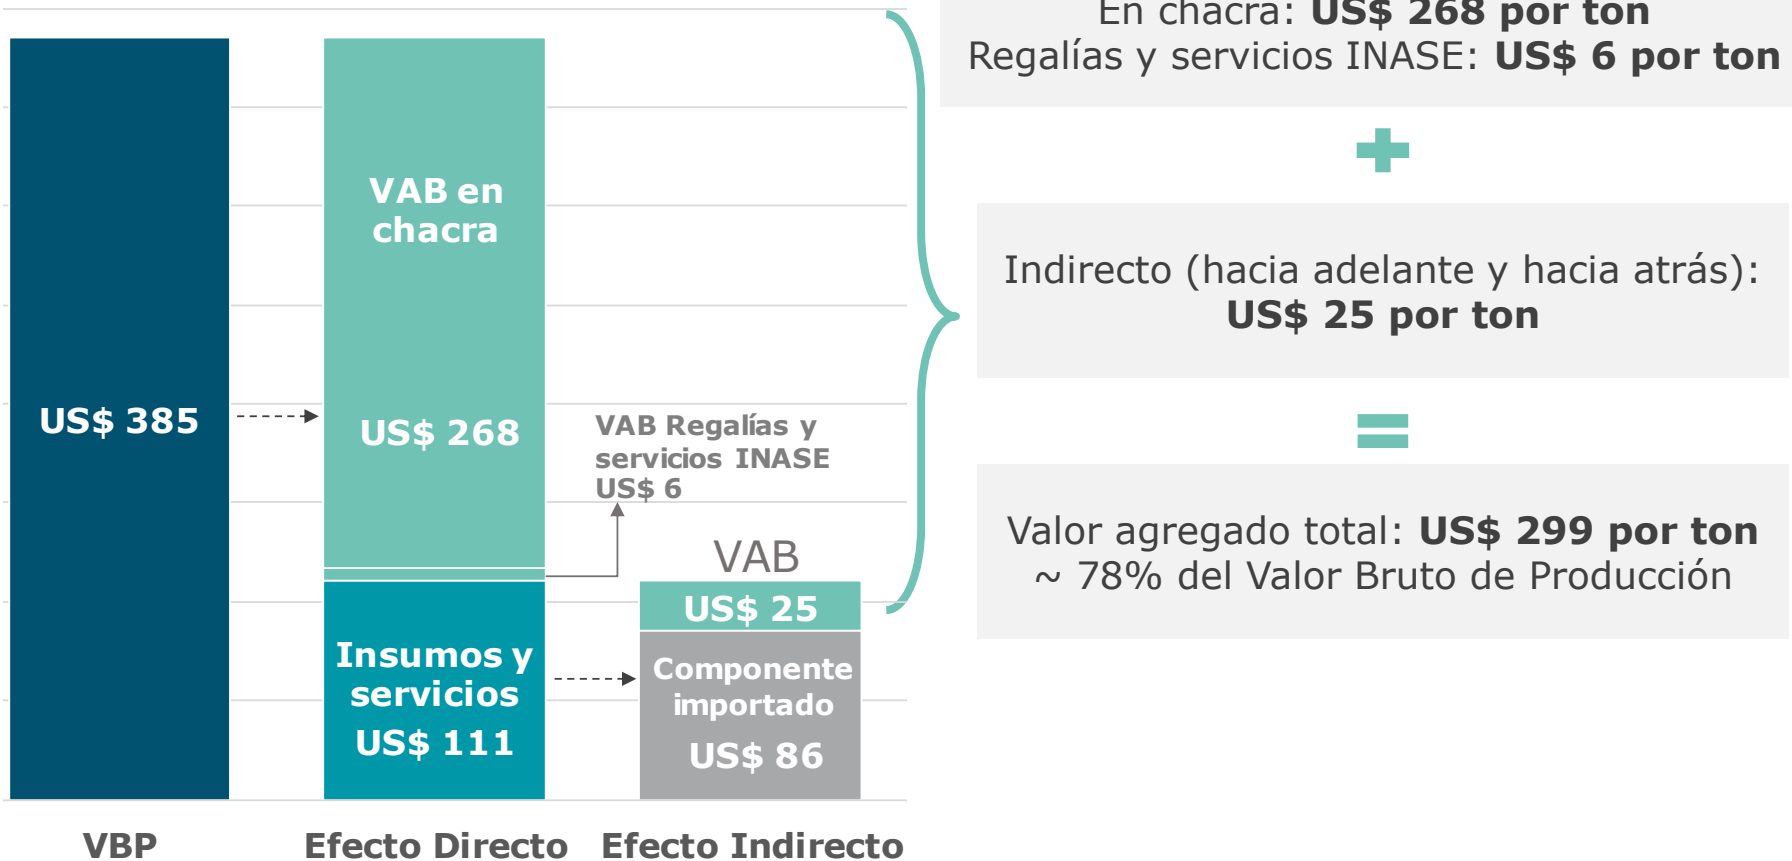 US$ 385
VAB en
chacra
US$ 268
VAB Regalías y
servicios INASE
US$ 6
Insumos y
servicios
US$ 111
VAB
US$ 25
Componente
importado
US$ 86
VBP
Efecto Directo
Efecto Indirecto
En chacra: US$ 268 por ton
Regalías y servicios INASE: US$ 6 por ton
Indirecto (hacia adelante y hacia atrás):
US$ 25 por ton
Valor agregado total: US$ 299 por ton
~ 78% del Valor Bruto de Producción